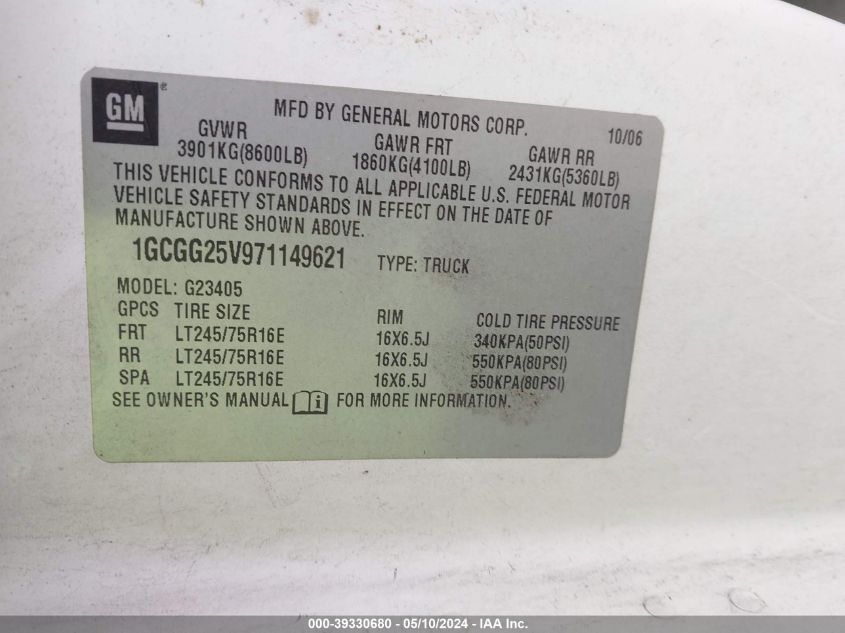 GM®
MFD BY GENERAL MOTORS CORP. 10/06
GVWR GAWR FRT GAWR RR
3901KG(8600LB) 1860KG(4100LB) 2431KG(5360LB)
THIS VEHICLE CONFORMS TO ALL APPLICABLE U.S. FEDERAL MOTOR
VEHICLE SAFETY STANDARDS IN EFFECT ON THE DATE OF
MANUFACTURE SHOWN ABOVE.
1GCGG25V971149621 TYPE: TRUCK
MODEL: G23405
GPCS TIRE SIZE RIM COLD TIRE PRESSURE
FRT LT245/75R16E 16X6.5J 340KPA(50PSI)
RR LT245/75R16E 16X6.5J 550KPA(80PSI)
SPA LT245/75R16E 16X6.5J 550KPA(80PSI)
SEE OWNER'S MANUAL i FOR MORE INFORMATION.
000-39330680 - 05/10/2024 - IAA Inc.